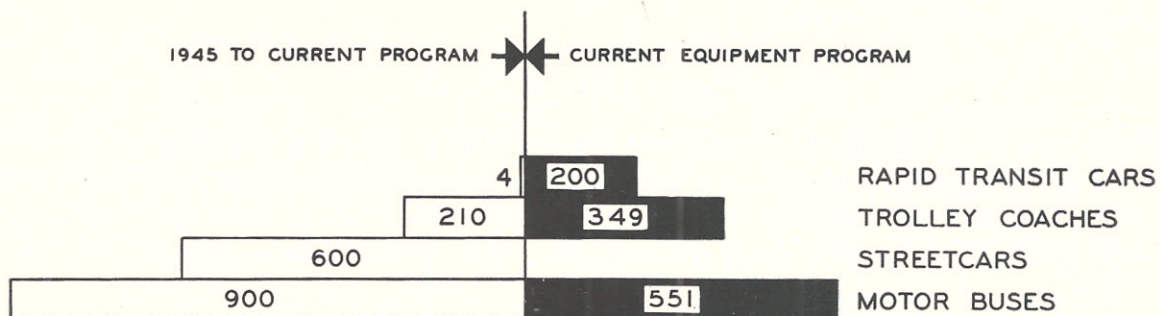 1945 TO CURRENT PROGRAM CURRENT EQUIPMENT PROGRAM
4 200 RAPID TRANSIT CARS
210 349 TROLLEY COACHES
600 STREETCARS
900 551 MOTOR BUSES